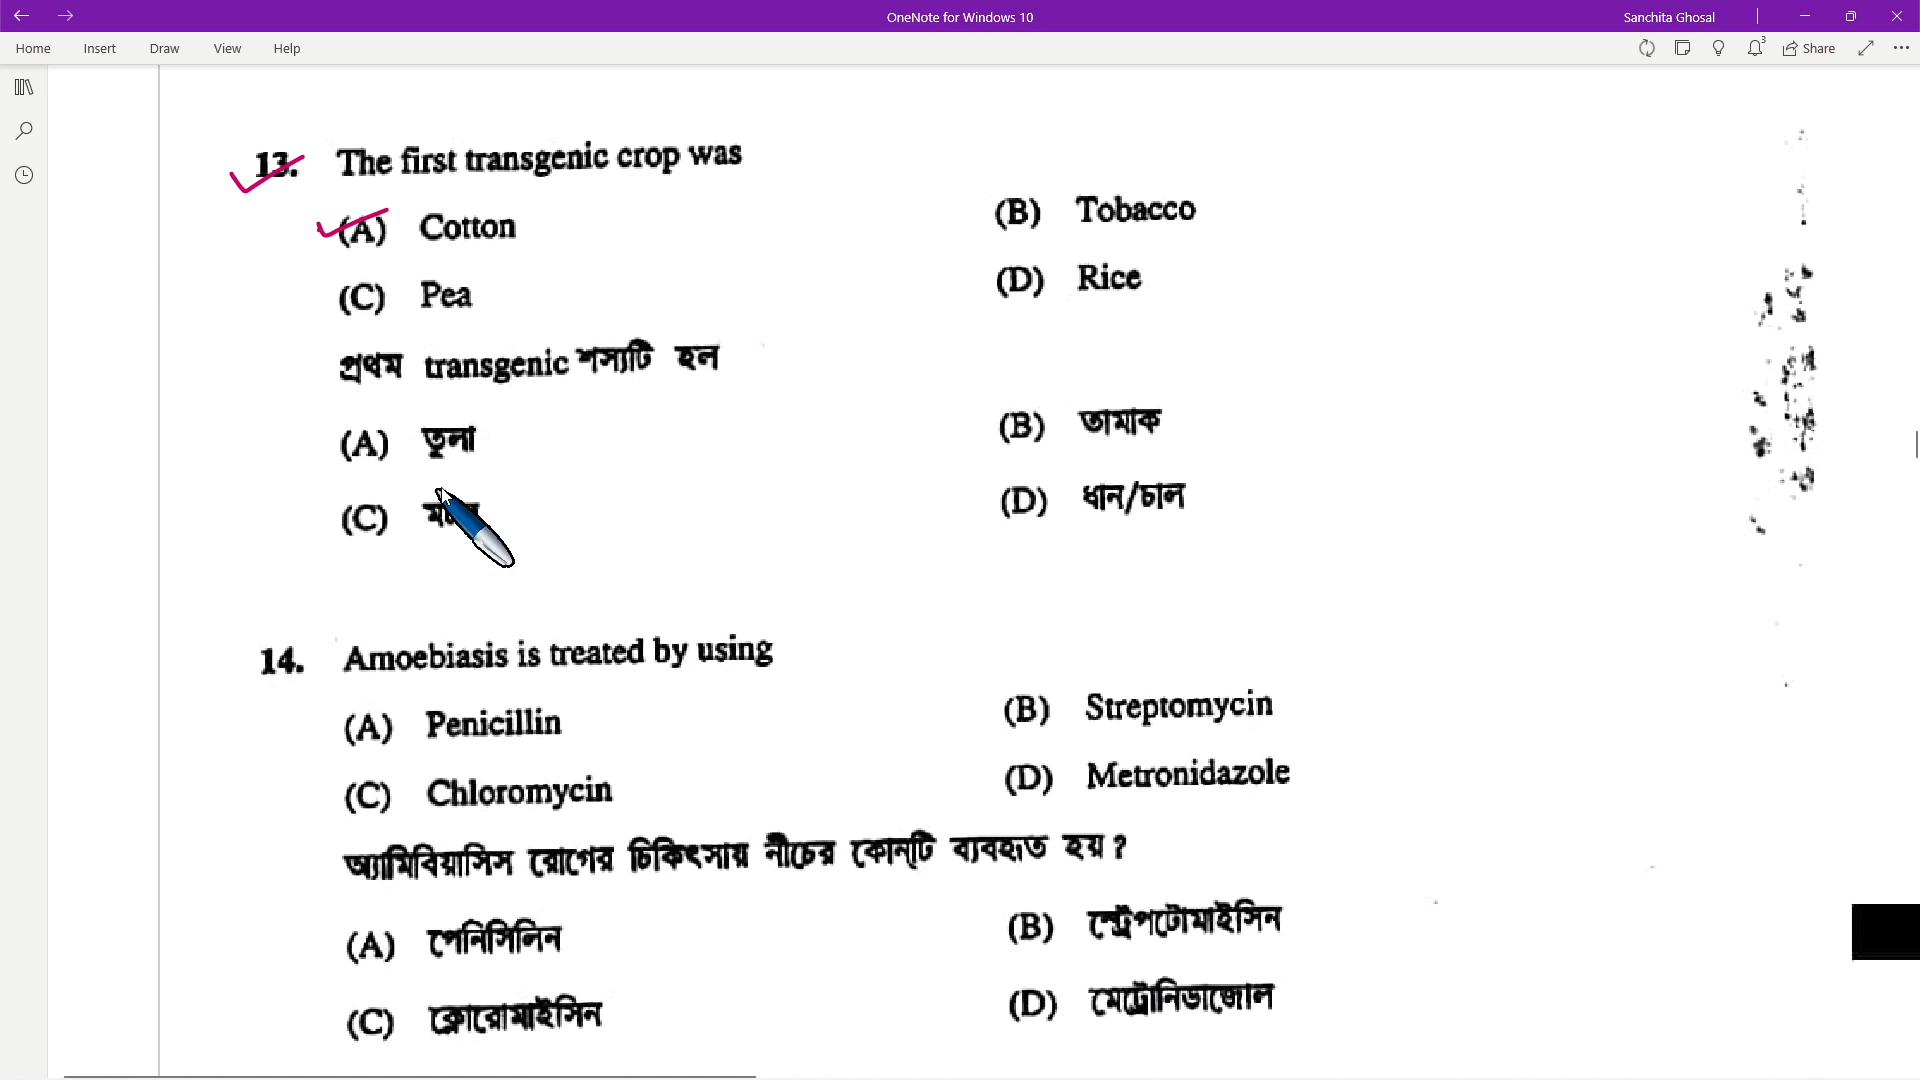 OneNote for Windows 10
Sanchita Ghosal
Home Insert Draw View Help
3 Share
13. The first transgenic crop was
(A) Cotton (B) Tobacco
(C) Pea (D) Rice
প্রথম transgenic শস্যটি হল
(A) তুলা (B) তামাক
(C) (D) ধান/চাল
14. Amoebiasis is treated by using
(A) Penicillin (B) Streptomycin
(C) Chloromycin (D) Metronidazole
অ্যামিবিয়াসিস রোগের চিকিৎসায় নীচের কোন্‌টি ব্যবহৃত হয় ?
(A) পেনিসিলিন (B) স্ট্রেপটোমাইসিন
(C) ক্লোরোমাইসিন (D) মেট্রোনিডাজোল